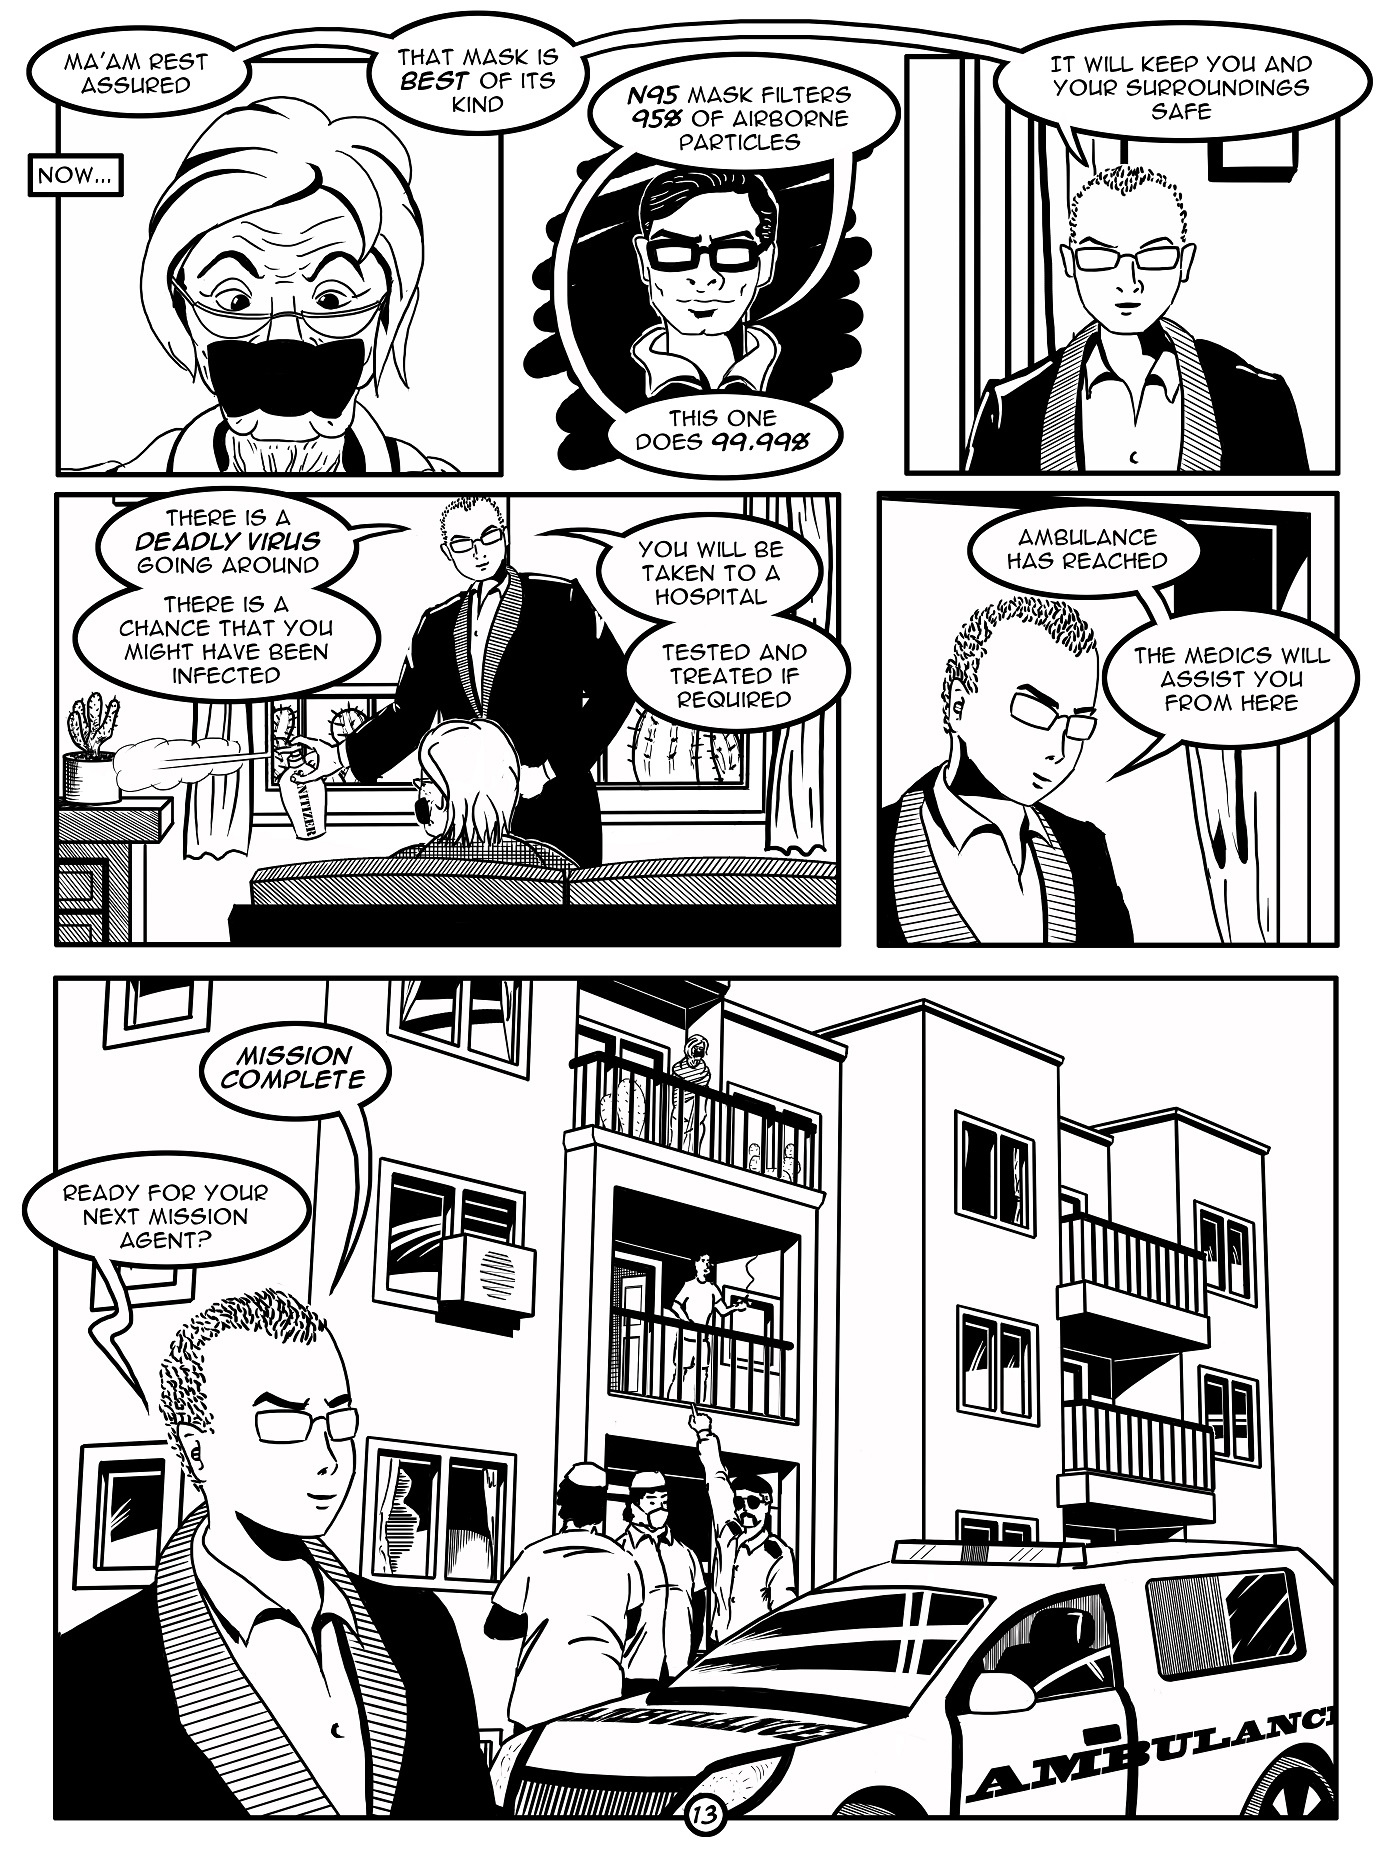 MA'AM REST
ASSURED
THAT MASK IS
BEST OF ITS
KIND
NOW...
N95 MASK FILTERS
95% OF AIRBORNE
PARTICLES
THIS ONE
DOES 99.99%
IT WILL KEEP YOU AND
YOUR SURROUNDINGS
SAFE
THERE IS A
DEADLY VIRUS
GOING AROUND
THERE IS A
CHANCE THAT YOU
MIGHT HAVE BEEN
INFECTED
YOU WILL BE
TAKEN TO A
HOSPITAL
TESTED AND
TREATED IF
REQUIRED
NITIZER
AMBULANCE
HAS REACHED
THE MEDICS WILL
ASSIST YOU
FROM HERE
MISSION
COMPLETE
READY FOR YOUR
NEXT MISSION
AGENT?
AMBULANCE
AMBULANCE
13